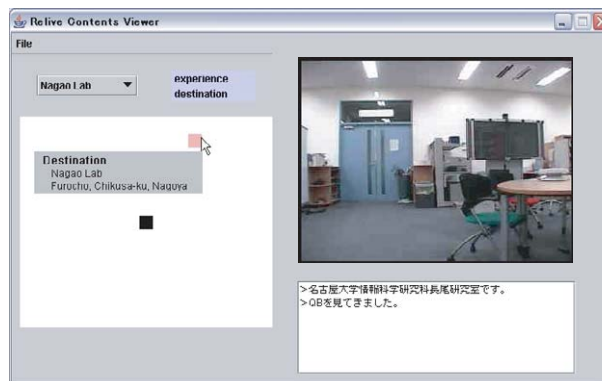 Relive Contents Viewer
File
Nagao Lab
experience
destination
Destination
Nagao Lab
Furocho, Chikusa-ku, Nagoya
>名古屋大学情報科学研究科長尾研究室です。
>QBを見てきました。